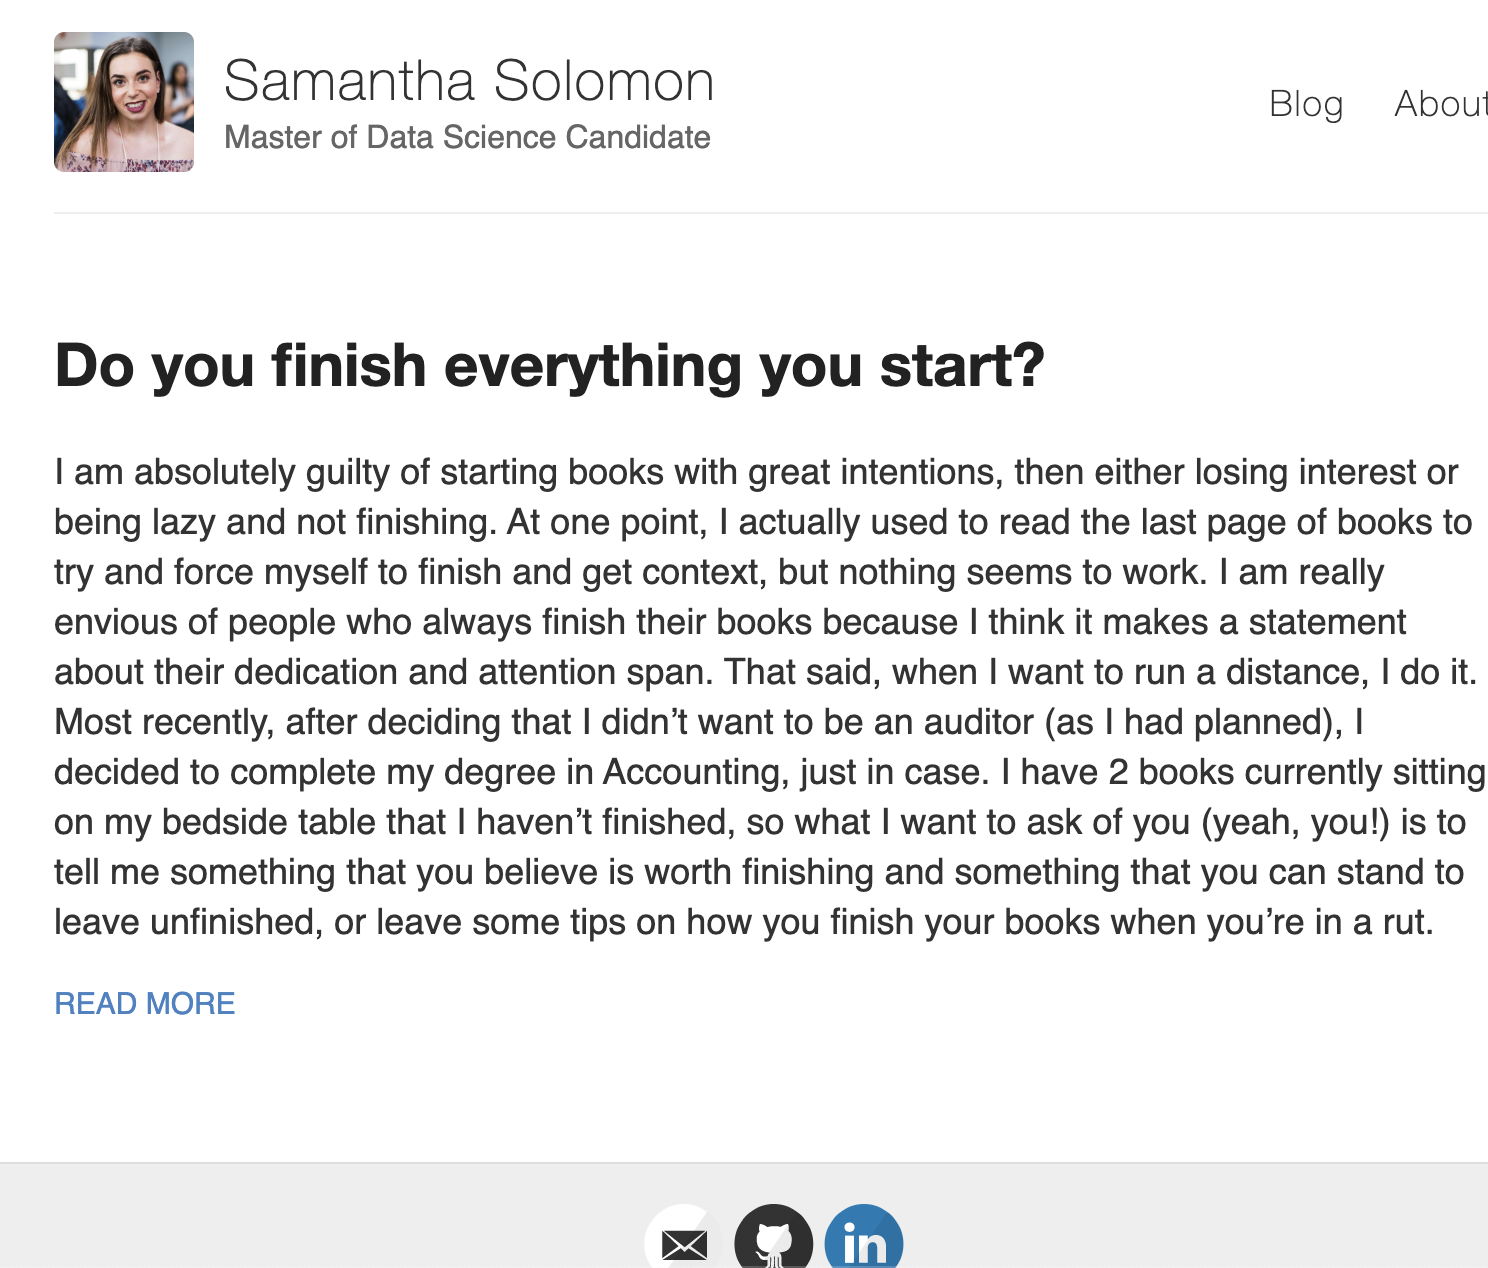 Samantha Solomon
Master of Data Science Candidate
Blog About
Do you finish everything you start?
I am absolutely guilty of starting books with great intentions, then either losing interest or
being lazy and not finishing. At one point, I actually used to read the last page of books to
try and force myself to finish and get context, but nothing seems to work. I am really
envious of people who always finish their books because I think it makes a statement
about their dedication and attention span. That said, when I want to run a distance, I do it.
Most recently, after deciding that I didn’t want to be an auditor (as I had planned), I
decided to complete my degree in Accounting, just in case. I have 2 books currently sitting
on my bedside table that I haven’t finished, so what I want to ask of you (yeah, you!) is to
tell me something that you believe is worth finishing and something that you can stand to
leave unfinished, or leave some tips on how you finish your books when you’re in a rut.
READ MORE
in